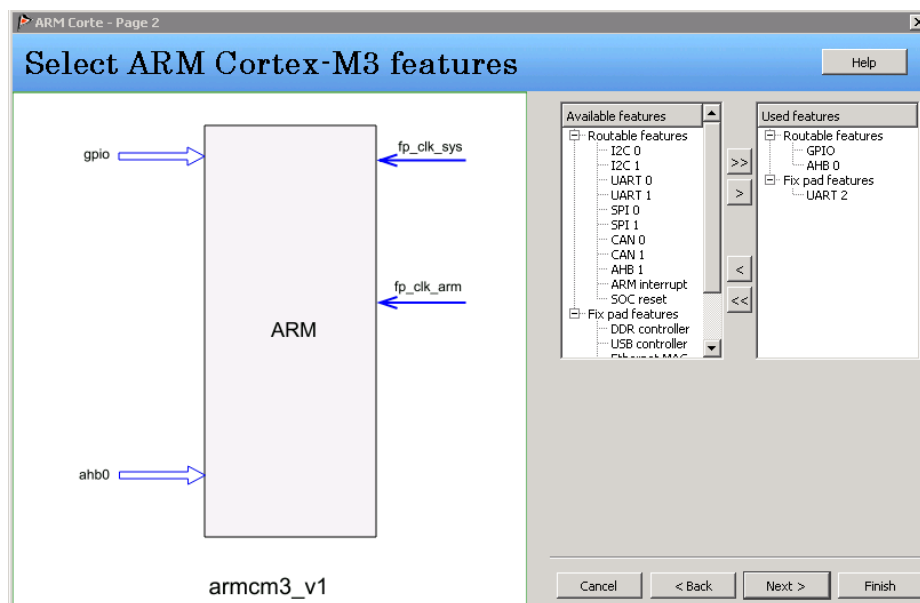 ARM Corte - Page 2
Select ARM Cortex-M3 features
Help
gpio
fp_clk_sys
fp_clk_arm
ARM
ahb0
armcm3_v1
Available features
Routable features
I2C 0
I2C 1
UART 0
UART 1
SPI 0
SPI 1
CAN 0
CAN 1
AHB 1
ARM interrupt
SOC reset
Fix pad features
DDR controller
USB controller
Ethernet MAC
>>
>
<
<<
Used features
Routable features
GPIO
AHB 0
Fix pad features
UART 2
Cancel
< Back
Next >
Finish